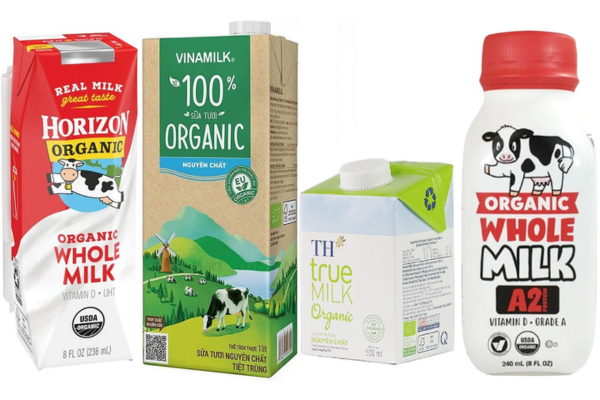 REAL MILK
great taste
HORIZON
ORGANIC
ORGANIC
WHOLE
MILK
VITAMIN D • UHT
USDA
ORGANIC
8 FL OZ (236 mL)
VINAMILK
100%
SỮA TƯƠI
ORGANIC
NGUYÊN CHẤT
EU
ORGANIC
THỂ TÍCH THỰC 1 lít
SỮA TƯƠI NGUYÊN CHẤT
TIỆT TRÙNG
TH
true
MILK
Organic
NGUYÊN CHẤT
500 ml
ORGANIC
WHOLE
MILK
A2
PROTEIN
VITAMIN D • GRADE A
USDA
ORGANIC
240 mL (8 FL OZ)